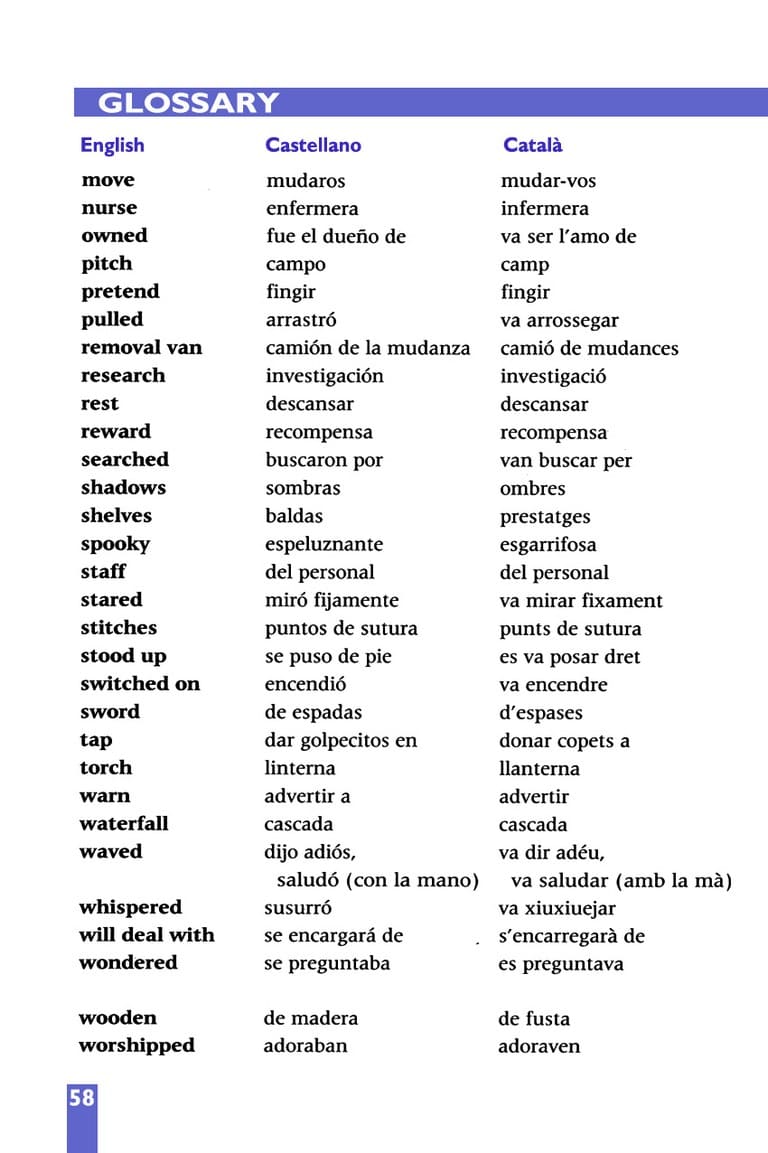 GLOSSARY
English Castellano Català
move mudaros mudar-vos
nurse enfermera infermera
owned fue el dueño de va ser l'amo de
pitch campo camp
pretend fingir fingir
pulled arrastró va arrossegar
removal van camión de la mudanza camió de mudances
research investigación investigació
rest descansar descansar
reward recompensa recompensa
searched buscaron por van buscar per
shadows sombras ombres
shelves baldas prestatges
spooky espeluznante esgarrifosa
staff del personal del personal
stared miró fijamente va mirar fixament
stitches puntos de sutura punts de sutura
stood up se puso de pie es va posar dret
switched on encendió va encendre
sword de espadas d'espases
tap dar golpecitos en donar copets a
torch linterna llanterna
warn advertir a advertir
waterfall cascada cascada
waved dijo adiós, va dir adéu,
saludó (con la mano) va saludar (amb la mà)
whispered susurró va xiuxiuejar
will deal with se encargará de s'encarregarà de
wondered se preguntaba es preguntava
wooden de madera de fusta
worshipped adoraban adoraven
58